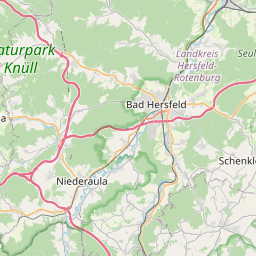 aturpark
Knüll
Landkreis
Hersfeld-
Rotenburg
Seul
Bad Hersfeld
a
Schenkl
Niederaula